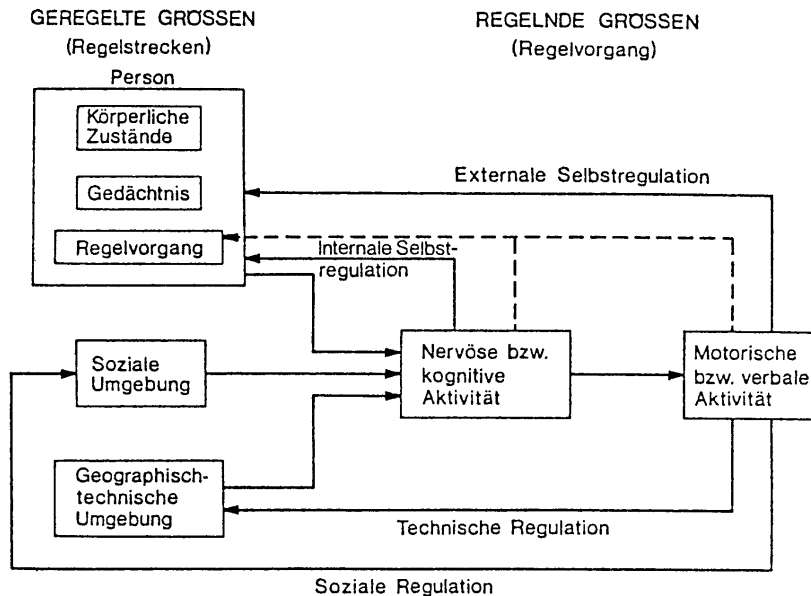 GEREGELTE GRÖSSEN
(Regelstrecken)
Person
Körperliche
Zustände
Gedächtnis
Regelvorgang
REGELNDE GRÖSSEN
(Regelvorgang)
Externale Selbstregulation
Internale Selbst-
regulation
Soziale
Umgebung
Nervöse bzw.
kognitive
Aktivität
Motorische
bzw. verbale
Aktivität
Geographisch-
technische
Umgebung
Technische Regulation
Soziale Regulation